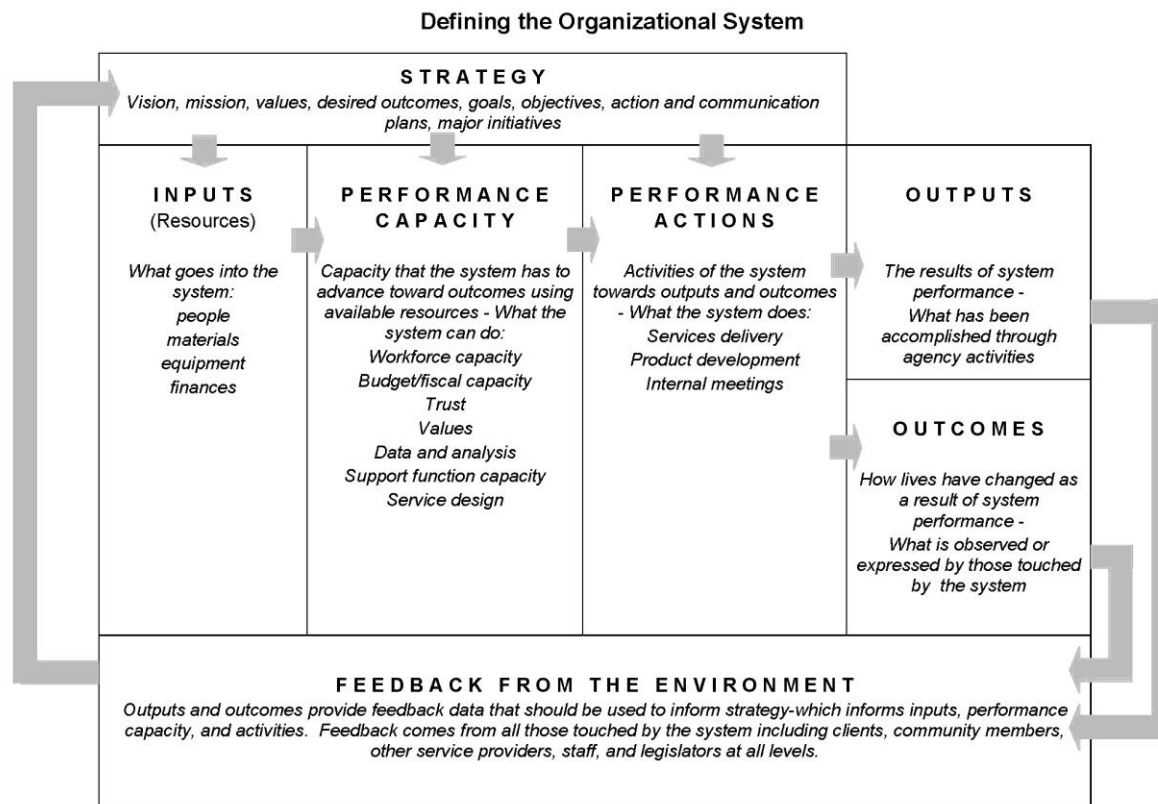 Defining the Organizational System
STRATEGY
Vision, mission, values, desired outcomes, goals, objectives, action and communication
plans, major initiatives
INPUTS
(Resources)
What goes into the
system:
people
materials
equipment
finances
PERFORMANCE
CAPACITY
Capacity that the system has to
advance toward outcomes using
available resources - What the
system can do:
Workforce capacity
Budget/fiscal capacity
Trust
Values
Data and analysis
Support function capacity
Service design
PERFORMANCE
ACTIONS
Activities of the system
towards outputs and outcomes
- What the system does:
Services delivery
Product development
Internal meetings
OUTPUTS
The results of system
performance -
What has been
accomplished through
agency activities
OUTCOMES
How lives have changed as
a result of system
performance -
What is observed or
expressed by those touched
by the system
FEEDBACK FROM THE ENVIRONMENT
Outputs and outcomes provide feedback data that should be used to inform strategy-which informs inputs, performance
capacity, and activities. Feedback comes from all those touched by the system including clients, community members,
other service providers, staff, and legislators at all levels.